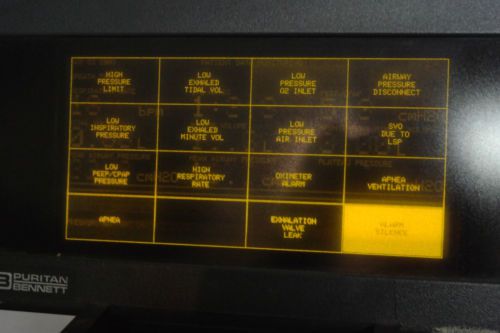 HIGH
PRESSURE
LIMIT
LOW
EXHALED
TIDAL VOL
LOW
PRESSURE
O2 INLET
AIRWAY
PRESSURE
DISCONNECT
LOW
INSPIRATORY
PRESSURE
LOW
EXHALED
MINUTE VOL
LOW
PRESSURE
AIR INLET
SVO
DUE TO
LSP
LOW
PEEP/CPAP
PRESSURE
HIGH
RESPIRATORY
RATE
OXIMETER
ALARM
APNEA
VENTILATION
APNEA
EXHALATION
VALVE
LEAK
ALARM
SILENCE
PURITAN
BENNETT